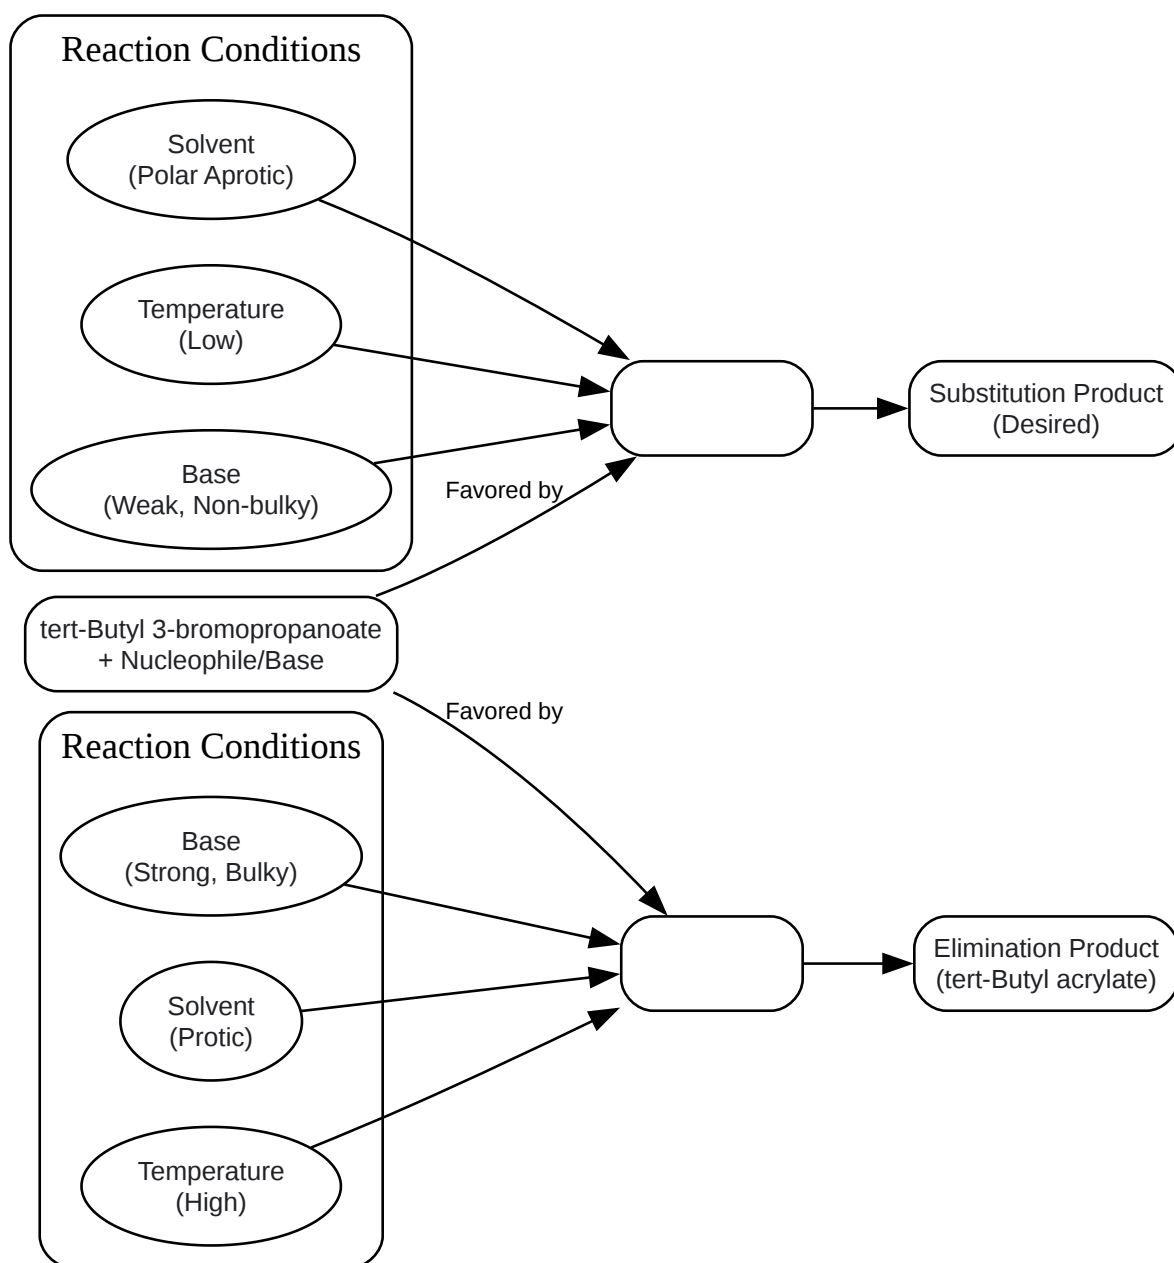 Reaction Conditions
Solvent
(Polar Aprotic)
Temperature
(Low)
Base
(Weak, Non-bulky)
Favored by
Substitution Product
(Desired)
tert-Butyl 3-bromopropanoate
+ Nucleophile/Base
Favored by
Reaction Conditions
Base
(Strong, Bulky)
Solvent
(Protic)
Temperature
(High)
Elimination Product
(tert-Butyl acrylate)